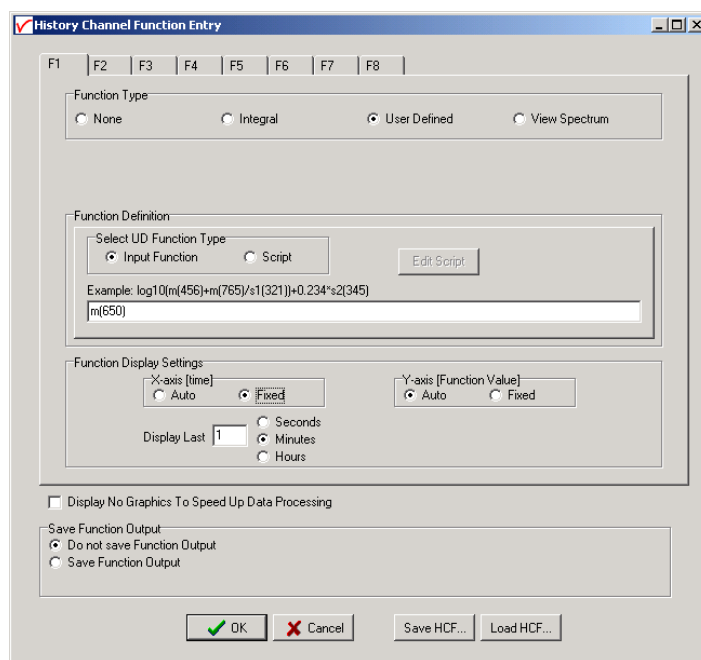 History Channel Function Entry
F1 F2 F3 F4 F5 F6 F7 F8
Function Type
None Integral User Defined View Spectrum
Function Definition
Select UD Function Type
Input Function Script Edit Script
Example: log10(m(456)+m(765)/s1(321))+0.234*s2(345)
m(650)
Function Display Settings
X-axis [time] Y-axis [Function Value]
Auto Fixed Auto Fixed
Seconds
Display Last 1 Minutes
Hours
Display No Graphics To Speed Up Data Processing
Save Function Output
Do not save Function Output
Save Function Output
OK Cancel Save HCF... Load HCF...